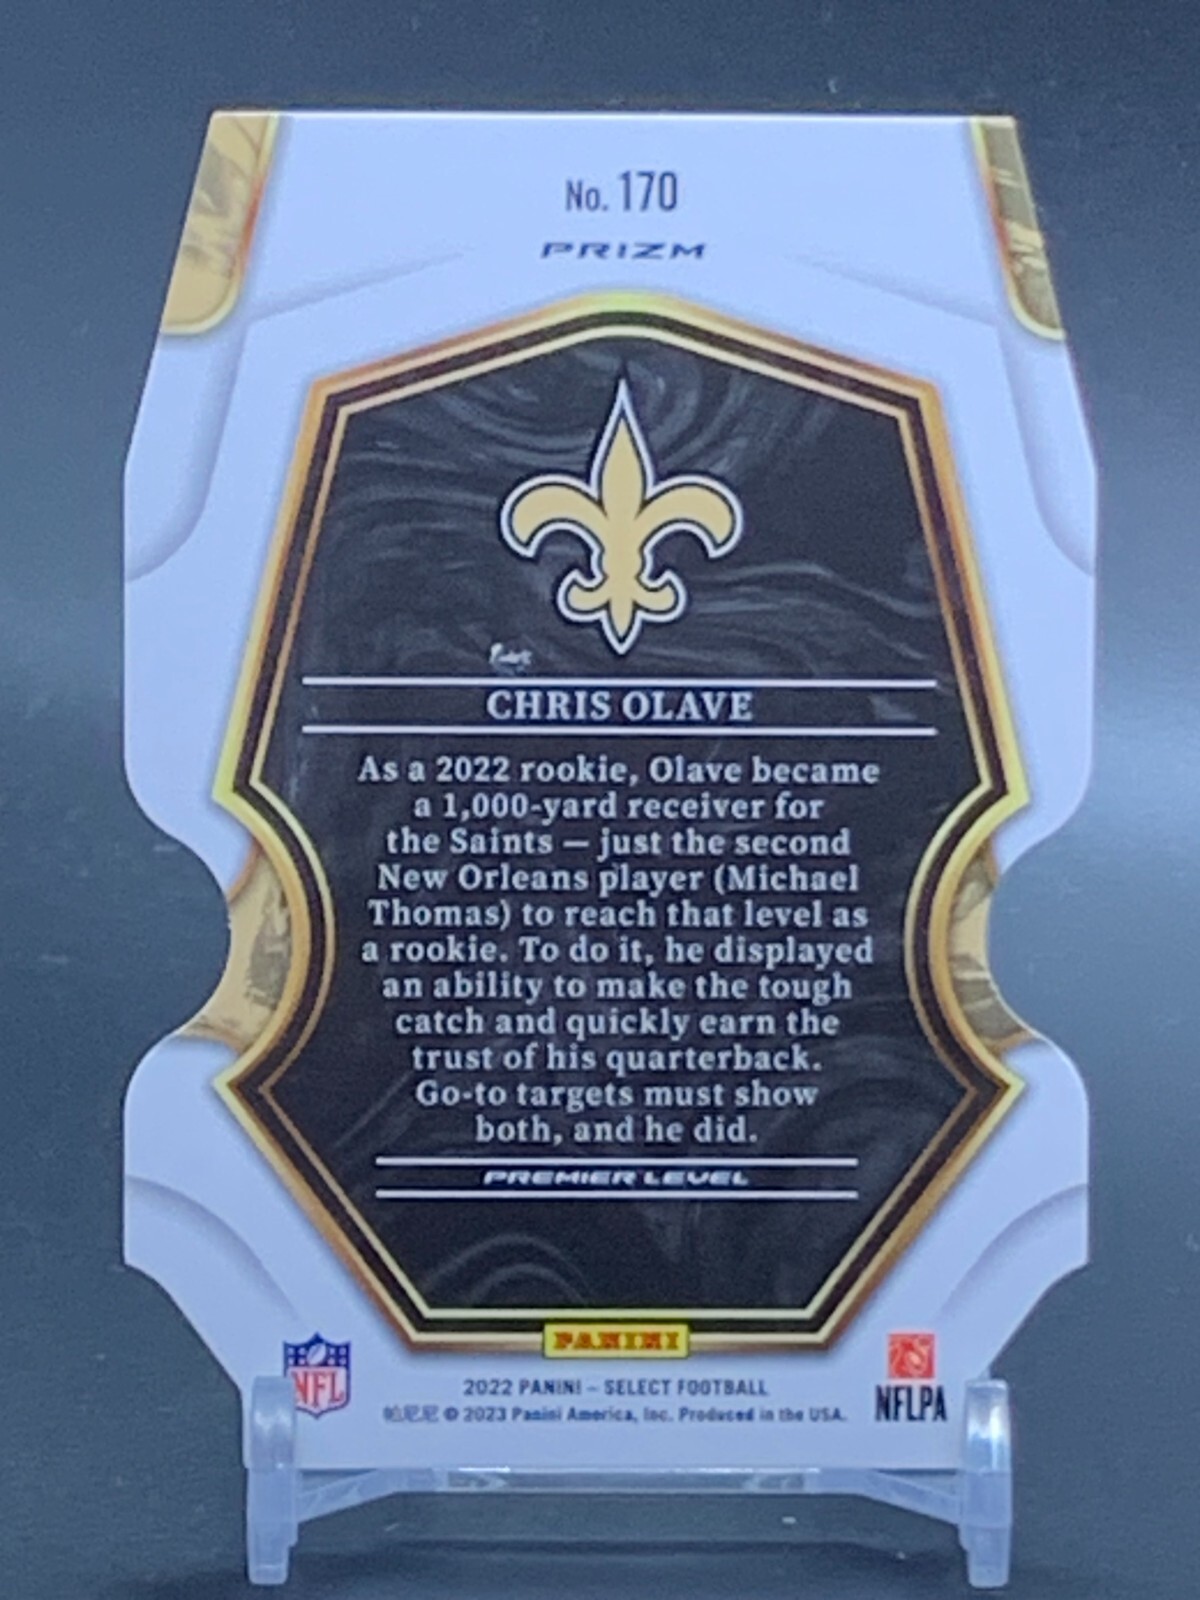 No. 170
PRIZM
CHRIS OLAVE
As a 2022 rookie, Olave became
a 1,000-yard receiver for
the Saints — just the second
New Orleans player (Michael
Thomas) to reach that level as
a rookie. To do it, he displayed
an ability to make the tough
catch and quickly earn the
trust of his quarterback.
Go-to targets must show
both, and he did.
PREMIER LEVEL
PANINI
NFL
2022 PANINI – SELECT FOOTBALL
帕尼尼 © 2023 Panini America, Inc. Produced in the USA.
NFLPA